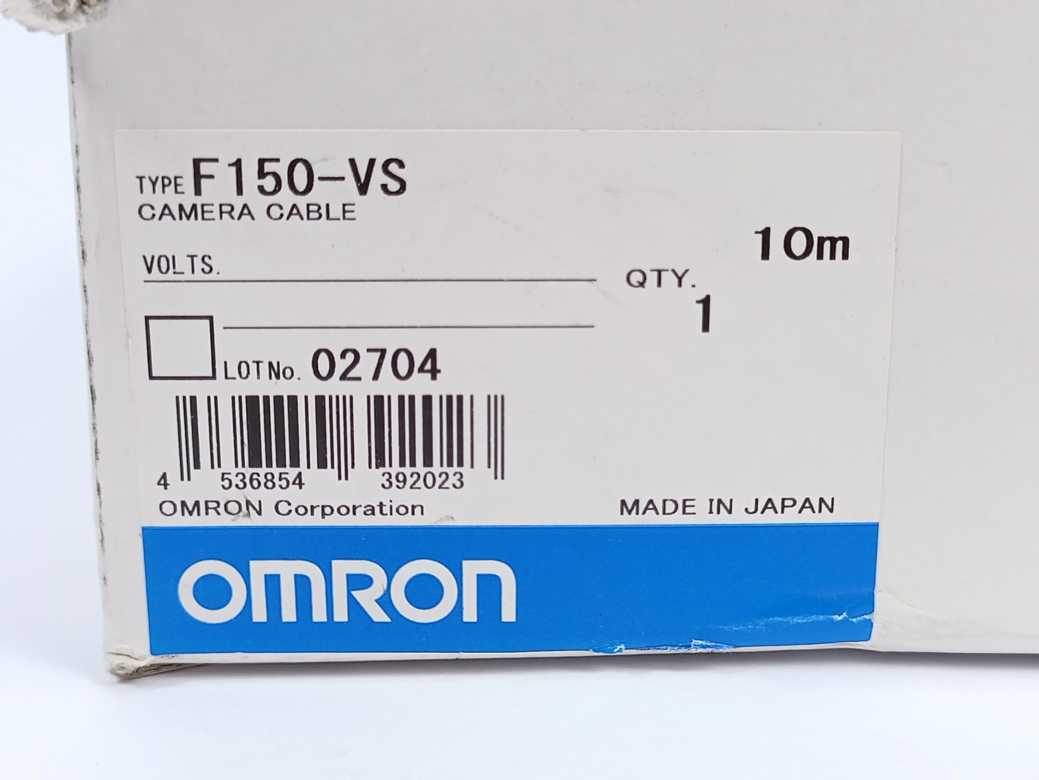 TYPE F150-VS
CAMERA CABLE
10m
VOLTS.
QTY.
1
LOT No. 02704
4 536854 392023
OMRON Corporation
MADE IN JAPAN
OMRON